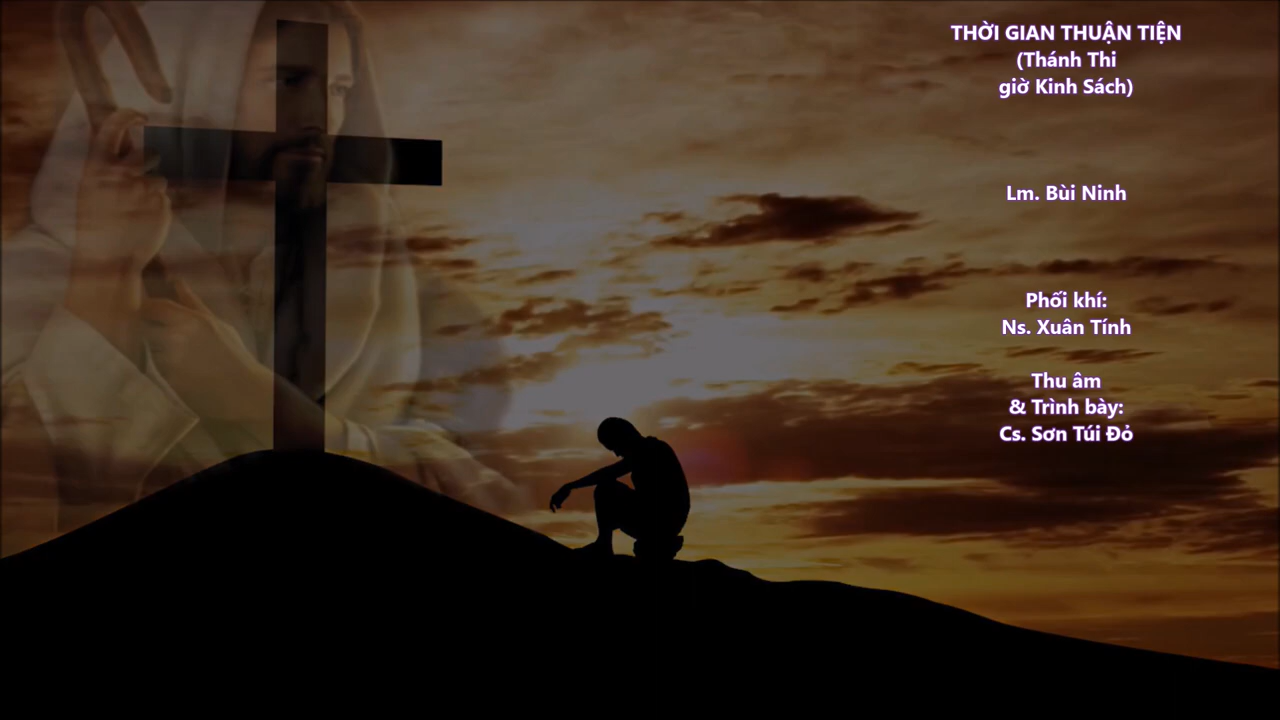 THỜI GIAN THUẬN TIỆN
(Thánh Thi
giờ Kinh Sách)
Lm. Bùi Ninh
Phối khí:
Ns. Xuân Tính
Thu âm
& Trình bày:
Cs. Sơn Túi Đỏ